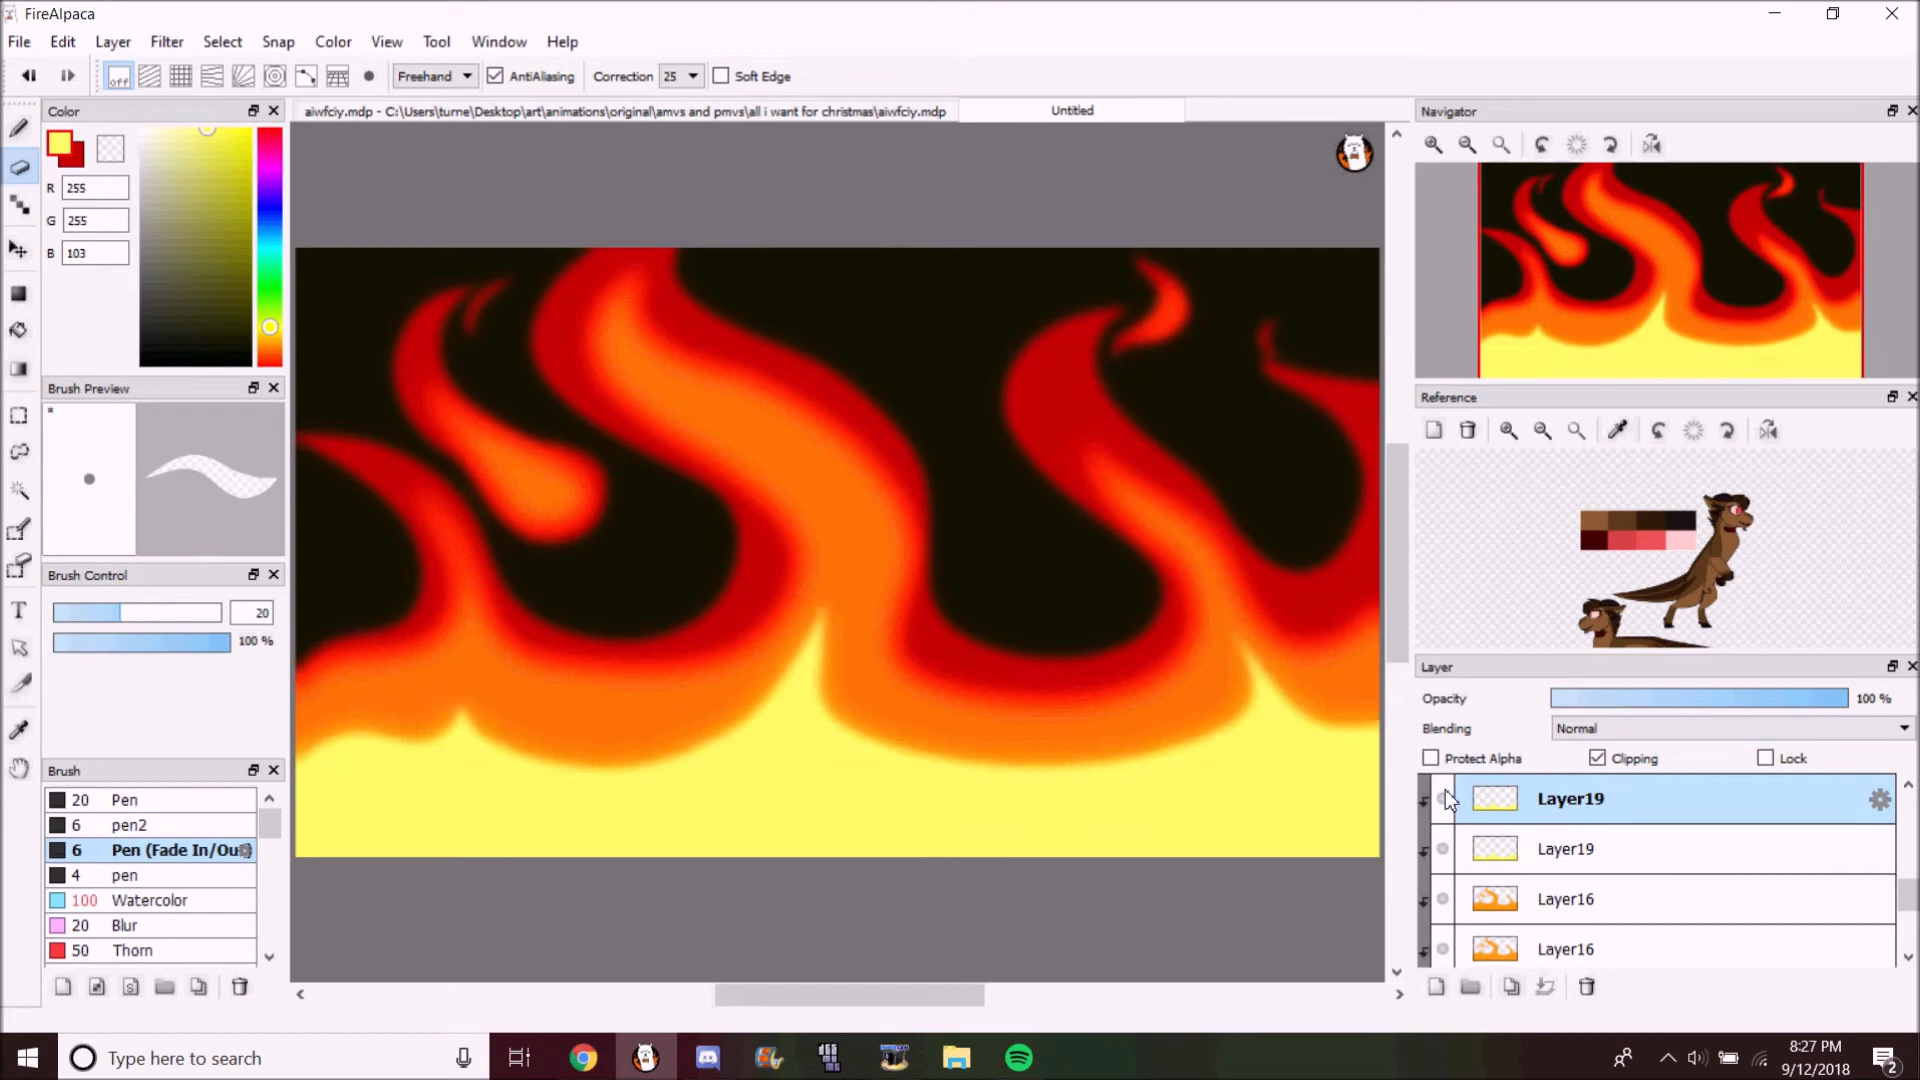 FireAlpaca
File Edit Layer Filter Select Snap Color View Tool Window Help
off Freehand AntiAliasing Correction 25 Soft Edge
Color
aiwfciy.mdp - C:\Users\turne\Desktop\art\animations\original\amvs and pmvs\all i want for christmas\aiwfciy.mdp
Untitled
Navigator
R 255
G 255
B 103
Brush Preview
*
Reference
Brush Control
20
100 %
Layer
Opacity 100 %
Blending Normal
Protect Alpha Clipping Lock
Brush
20 Pen
6 pen2
6 Pen (Fade In/Ou
4 pen
100 Watercolor
20 Blur
50 Thorn
Layer19
Layer19
Layer16
Layer16
T
S
Type here to search
8:27 PM
9/12/2018
2